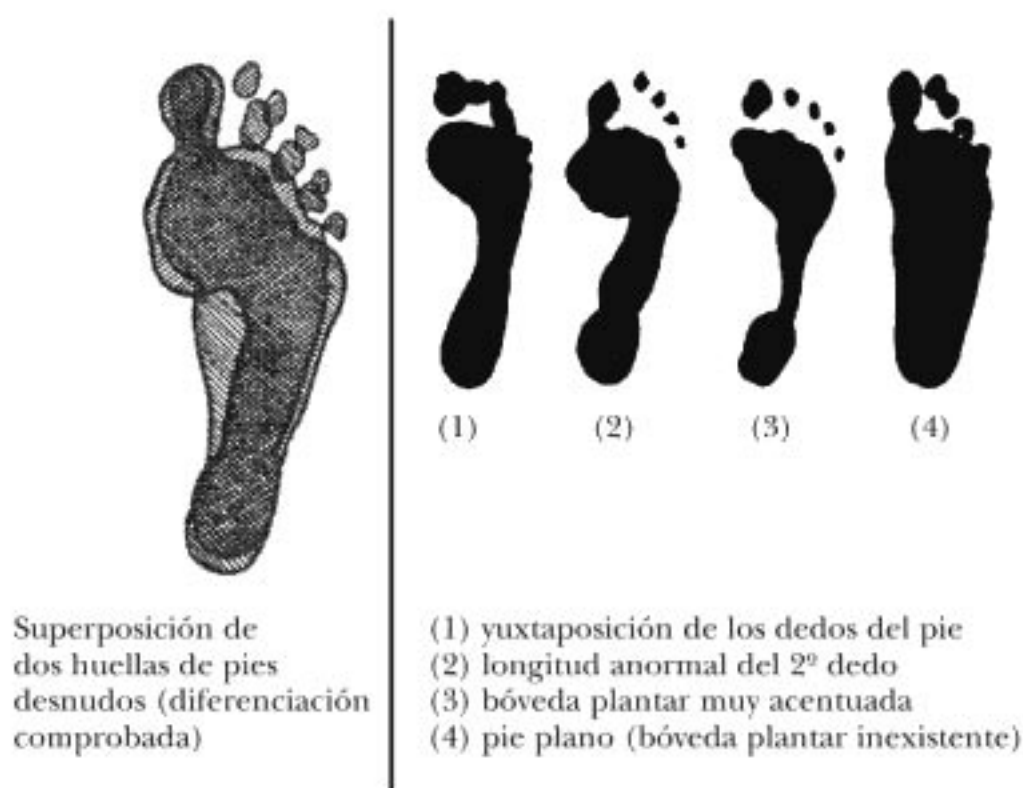 (1) (2) (3) (4)
Superposición de
dos huellas de pies
desnudos (diferenciación
comprobada)
(1) yuxtaposición de los dedos del pie
(2) longitud anormal del 2º dedo
(3) bóveda plantar muy acentuada
(4) pie plano (bóveda plantar inexistente)